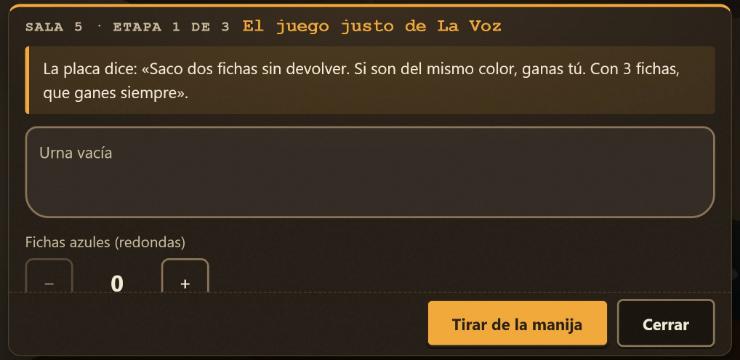 SALA 5 · ETAPA 1 DE 3 El juego justo de La Voz
La placa dice: «Saco dos fichas sin devolver. Si son del mismo color, ganas tú. Con 3 fichas,
que ganes siempre».
Urna vacía
Fichas azules (redondas)
− 0 +
Tirar de la manija Cerrar